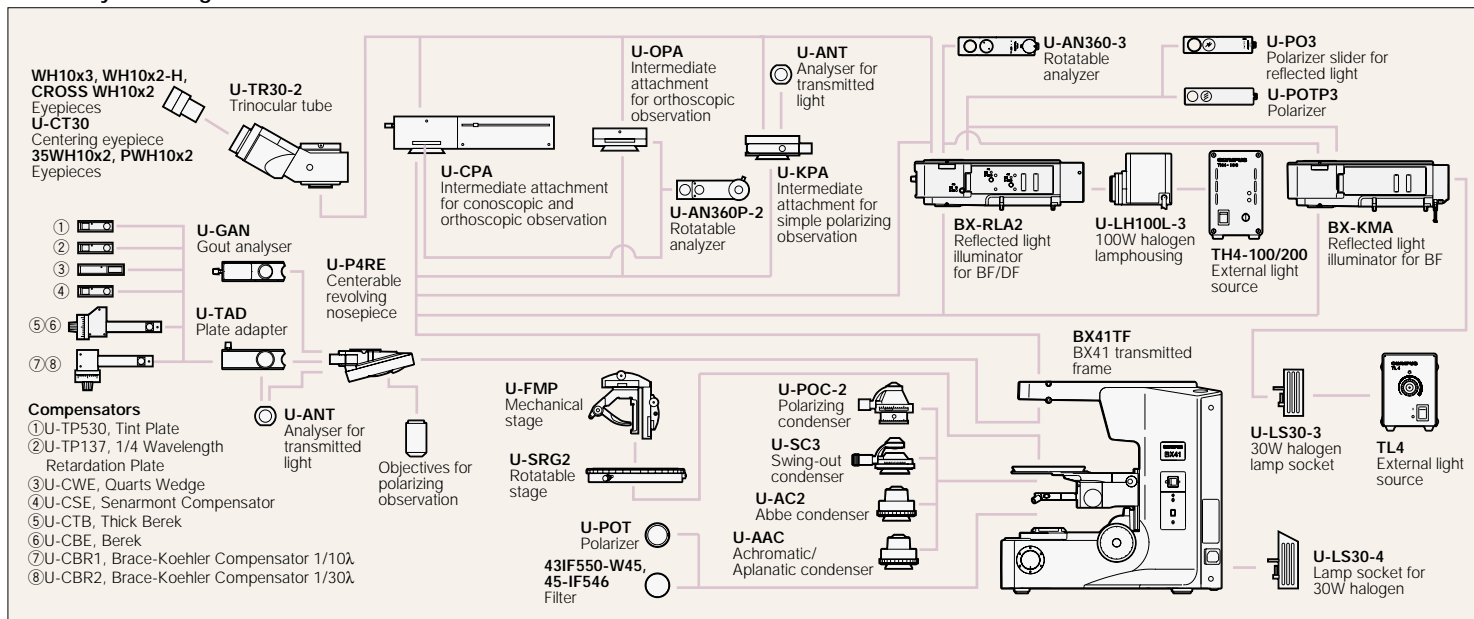 WH10x3, WH10x2-H,
CROSS WH10x2
Eyepieces
U-CT30
Centering eyepiece
35WH10x2, PWH10x2
Eyepieces
U-TR30-2
Trinocular tube
U-CPA
Intermediate attachment
for conoscopic and
orthoscopic observation
U-OPA
Intermediate
attachment
for orthoscopic
observation
U-AN360P-2
Rotatable
analyzer
U-ANT
Analyser for
transmitted
light
U-KPA
Intermediate
attachment for
simple polarizing
observation
U-AN360-3
Rotatable
analyzer
U-PO3
Polarizer slider for
reflected light
U-POTP3
Polarizer
BX-RLA2
Reflected light
illuminator
for BF/DF
U-LH100L-3
100W halogen
lamphousing
OLYMPUS
TH4-100
TH4-100/200
External light
source
BX-KMA
Reflected light
illuminator for BF
①
②
③
④
⑤⑥
⑦⑧
U-GAN
Gout analyser
U-TAD
Plate adapter
U-P4RE
Centerable
revolving
nosepiece
U-ANT
Analyser for
transmitted
light
Objectives for
polarizing
observation
Compensators
①U-TP530, Tint Plate
②U-TP137, 1/4 Wavelength
Retardation Plate
③U-CWE, Quarts Wedge
④U-CSE, Senarmont Compensator
⑤U-CTB, Thick Berek
⑥U-CBE, Berek
⑦U-CBR1, Brace-Koehler Compensator 1/10λ
⑧U-CBR2, Brace-Koehler Compensator 1/30λ
U-FMP
Mechanical
stage
U-SRG2
Rotatable
stage
U-POT
Polarizer
43IF550-W45,
45-IF546
Filter
U-POC-2
Polarizing
condenser
U-SC3
Swing-out
condenser
U-AC2
Abbe condenser
U-AAC
Achromatic/
Aplanatic condenser
BX41TF
BX41 transmitted
frame
OLYMPUS
BX41
U-LS30-3
30W halogen
lamp socket
OLYMPUS
TL4
TL4
External light
source
U-LS30-4
Lamp socket for
30W halogen